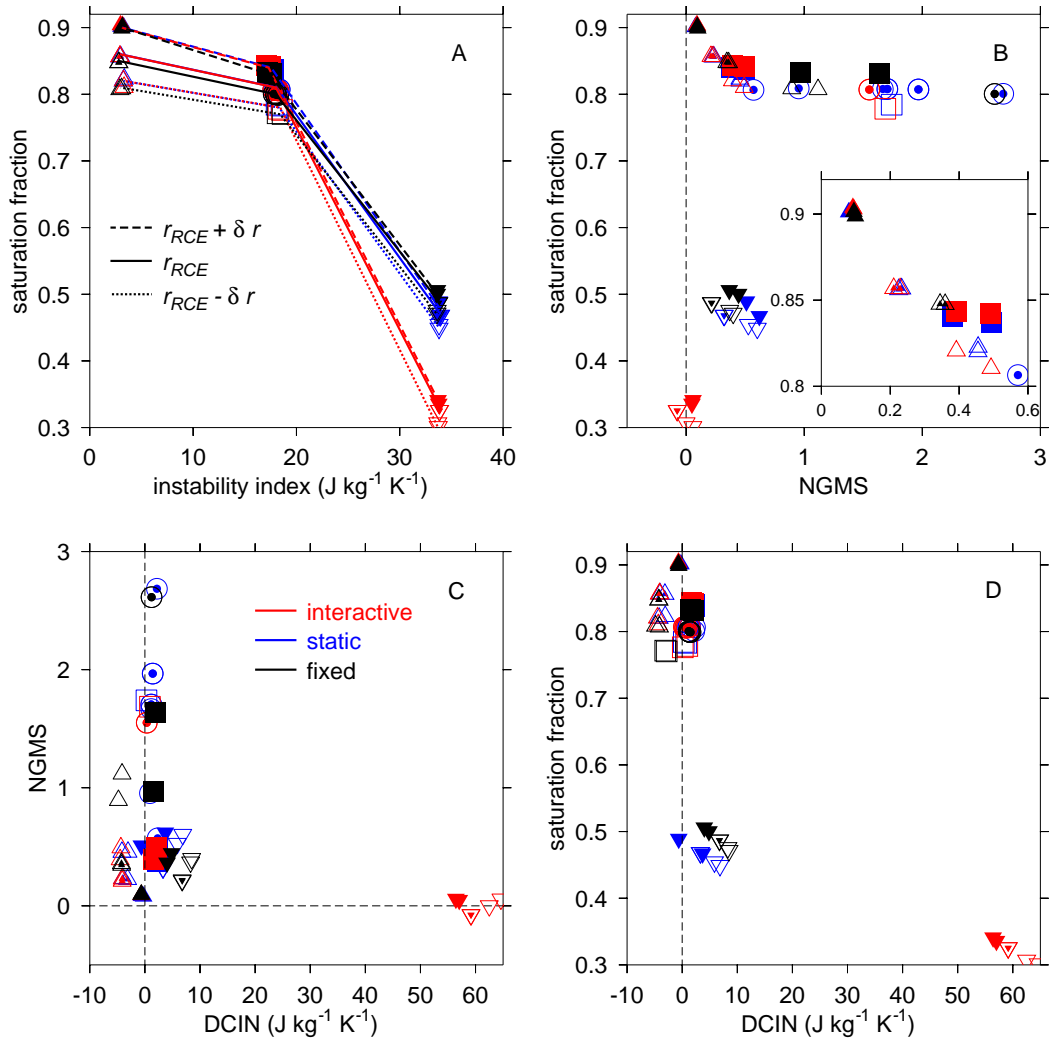 A
saturation fraction
0.9
0.8
0.7
0.6
0.5
0.4
0.3
r_RCE + δ r
r_RCE
r_RCE - δ r
0 10 20 30 40
instability index (J kg⁻¹ K⁻¹)
B
saturation fraction
0.9
0.8
0.7
0.6
0.5
0.4
0.3
0.9
0.85
0.8
0 0.2 0.4 0.6
0 1 2 3
NGMS
C
NGMS
3
2
1
0
interactive
static
fixed
-10 0 10 20 30 40 50 60
DCIN (J kg⁻¹ K⁻¹)
D
saturation fraction
0.9
0.8
0.7
0.6
0.5
0.4
0.3
-10 0 10 20 30 40 50 60
DCIN (J kg⁻¹ K⁻¹)